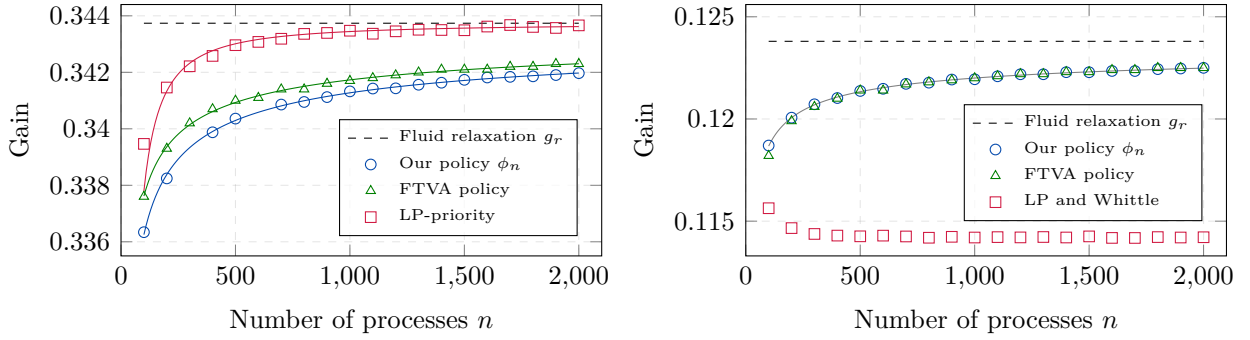 0.344
0.342
0.34
0.338
0.336
Gain
0
500
1,000
1,500
2,000
Number of processes n
Fluid relaxation g_r
Our policy ϕ_n
FTVA policy
LP-priority
0.125
0.12
0.115
Gain
0
500
1,000
1,500
2,000
Number of processes n
Fluid relaxation g_r
Our policy ϕ_n
FTVA policy
LP and Whittle